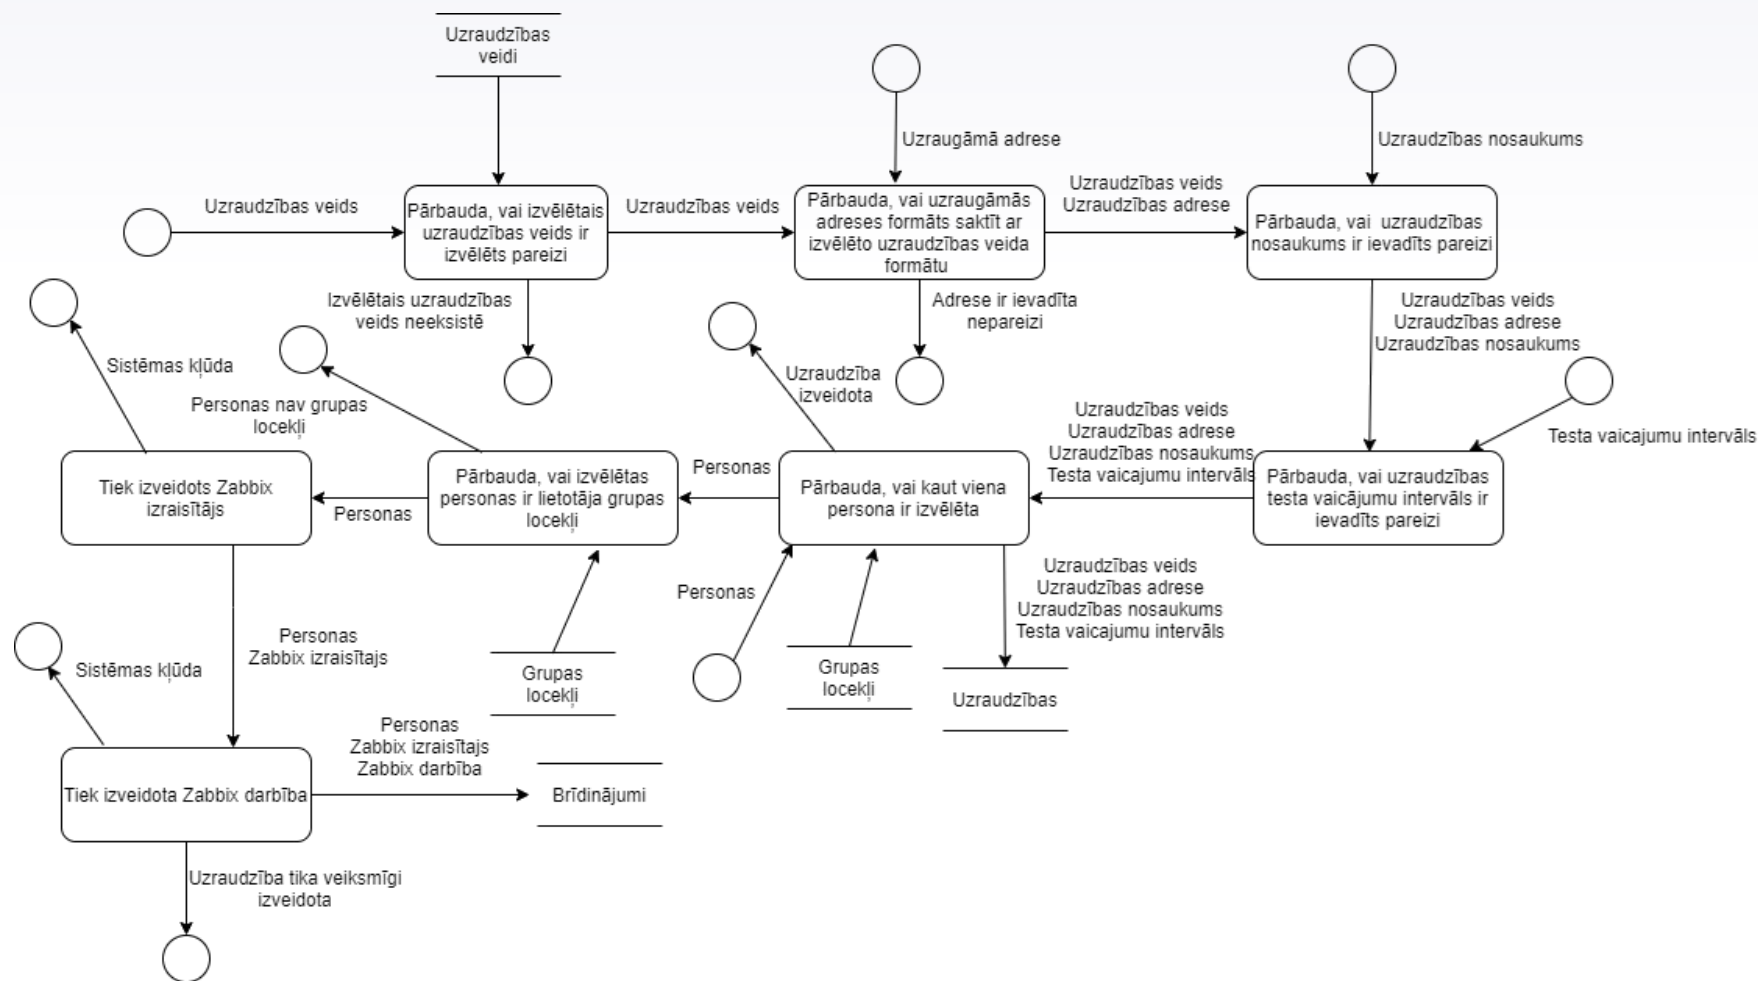 Uzraudzības
veidi
Uzraugāmā adrese
Uzraudzības nosaukums
Uzraudzības veids
Pārbauda, vai izvēlētais
uzraudzības veids ir
izvēlēts pareizi
Uzraudzības veids
Pārbauda, vai uzraugāmās
adreses formāts saktīt ar
izvēlēto uzraudzības veida
formātu
Uzraudzības veids
Uzraudzības adrese
Pārbauda, vai uzraudzības
nosaukums ir ievadīts pareizi
Izvēlētais uzraudzības
veids neeksistē
Adrese ir ievadīta
nepareizi
Uzraudzības veids
Uzraudzības adrese
Uzraudzības nosaukums
Sistēmas kļūda
Personas nav grupas
locekļi
Uzraudzība
izveidota
Uzraudzības veids
Uzraudzības adrese
Uzraudzības nosaukums
Testa vaicajumu intervāls
Testa vaicajumu intervāls
Tiek izveidots Zabbix
izraisītājs
Personas
Pārbauda, vai izvēlētas
personas ir lietotāja grupas
locekļi
Personas
Pārbauda, vai kaut viena
persona ir izvēlēta
Pārbauda, vai uzraudzības
testa vaicājumu intervāls ir
ievadīts pareizi
Personas
Uzraudzības veids
Uzraudzības adrese
Uzraudzības nosaukums
Testa vaicajumu intervāls
Personas
Zabbix izraisītajs
Sistēmas kļūda
Grupas
locekļi
Grupas
locekļi
Uzraudzības
Personas
Zabbix izraisītajs
Zabbix darbība
Tiek izveidota Zabbix darbība
Brīdinājumi
Uzraudzība tika veiksmīgi
izveidota